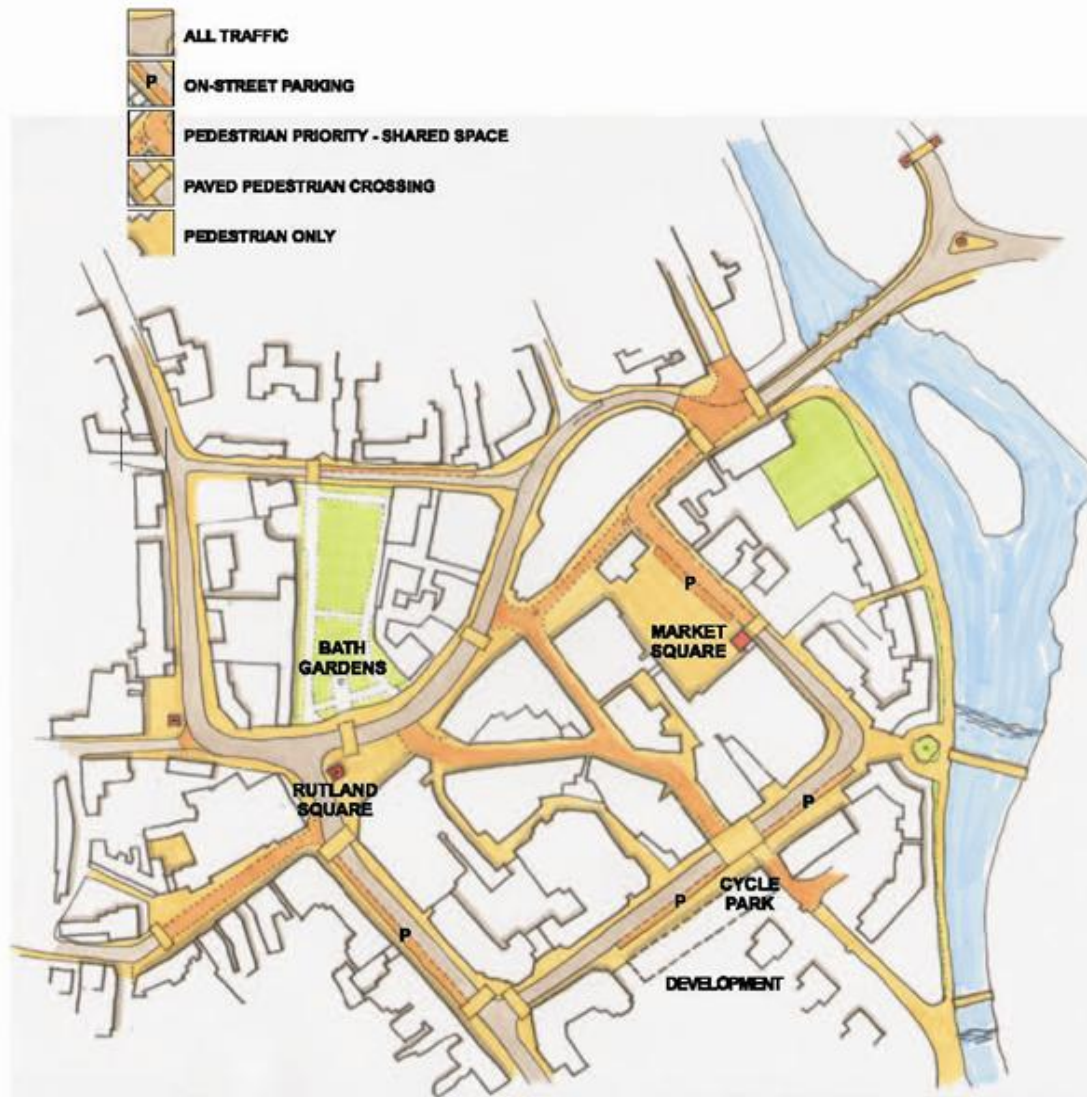 ALL TRAFFIC
P
ON-STREET PARKING
PEDESTRIAN PRIORITY - SHARED SPACE
PAVED PEDESTRIAN CROSSING
PEDESTRIAN ONLY
P
MARKET
SQUARE
BATH
GARDENS
RUTLAND
SQUARE
P
P
CYCLE
PARK
P
P
DEVELOPMENT